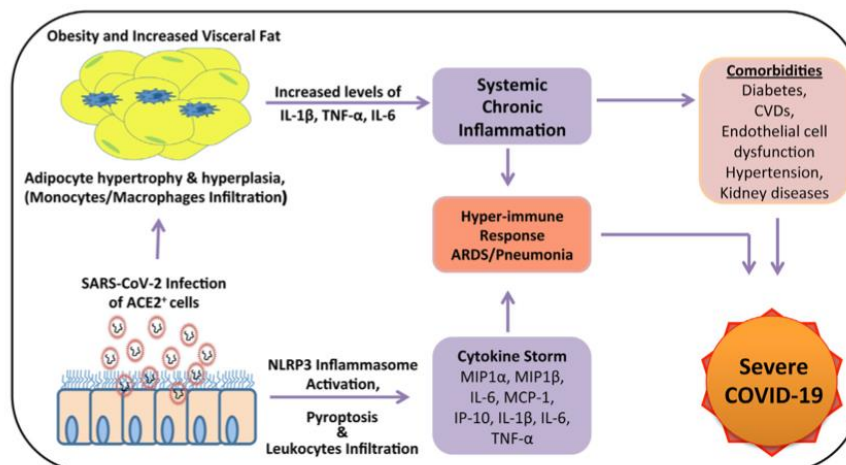 Obesity and Increased Visceral Fat
Adipocyte hypertrophy & hyperplasia,
(Monocytes/Macrophages Infiltration)
Increased levels of
IL-1β, TNF-α, IL-6
Systemic
Chronic
Inflammation
Comorbidities
Diabetes,
CVDs,
Endothelial cell
dysfunction
Hypertension,
Kidney diseases
Hyper-immune
Response
ARDS/Pneumonia
SARS-CoV-2 Infection
of ACE2⁺ cells
NLRP3 Inflammasome
Activation,
Pyroptosis
&
Leukocytes Infiltration
Cytokine Storm
MIP1α, MIP1β,
IL-6, MCP-1,
IP-10, IL-1β, IL-6,
TNF-α
Severe
COVID-19